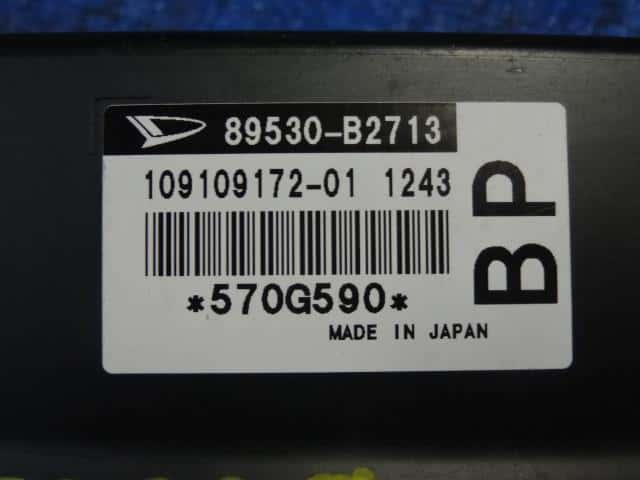 89530-B2713
109109172-01 1243
*570G590*
MADE IN JAPAN
BP